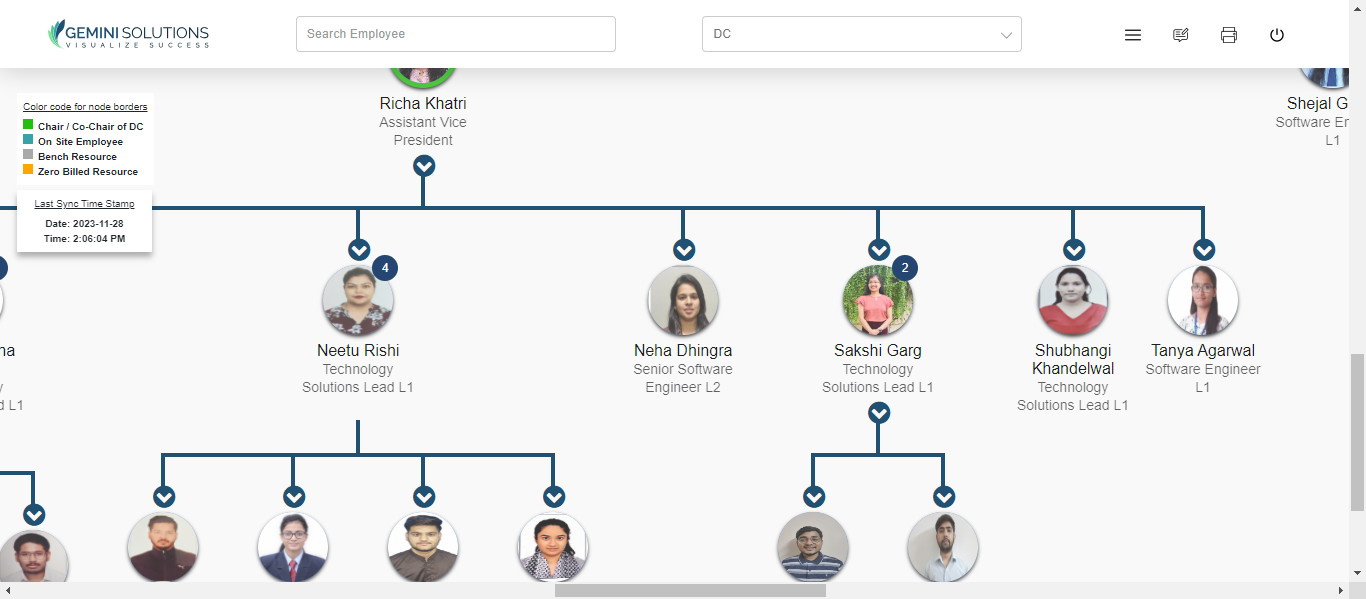 GEMINI SOLUTIONS
VISUALIZE SUCCESS
Search Employee
DC
Color code for node borders
Chair / Co-Chair of DC
On Site Employee
Bench Resource
Zero Billed Resource
Last Sync Time Stamp
Date: 2023-11-28
Time: 2:06:04 PM
Richa Khatri
Assistant Vice
President
Shejal G
Software En
L1
na
d L1
4
Neetu Rishi
Technology
Solutions Lead L1
Neha Dhingra
Senior Software
Engineer L2
2
Sakshi Garg
Technology
Solutions Lead L1
Shubhangi
Khandelwal
Technology
Solutions Lead L1
Tanya Agarwal
Software Engineer
L1